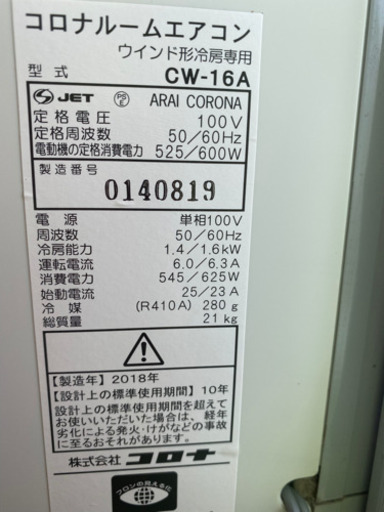 コロナルームエアコン
ウインド形冷房専用
型式 CW-16A
JET PS E ARAI CORONA
定格電圧 100V
定格周波数 50/60Hz
電動機の定格消費電力 525/600W
製造番号
0140819
電源 単相100V
周波数 50/60Hz
冷房能力 1.4/1.6kW
運転電流 6.0/6.3A
消費電力 545/625W
始動電流 25/23A
冷媒 (R410A) 280g
総質量 21kg
【製造年】2018年
【設計上の標準使用期間】10年
設計上の標準使用期間を超えて
お使いいただいた場合は、経年
劣化による発火・けがなどの事故
に至るおそれがあります。
株式会社コロナ